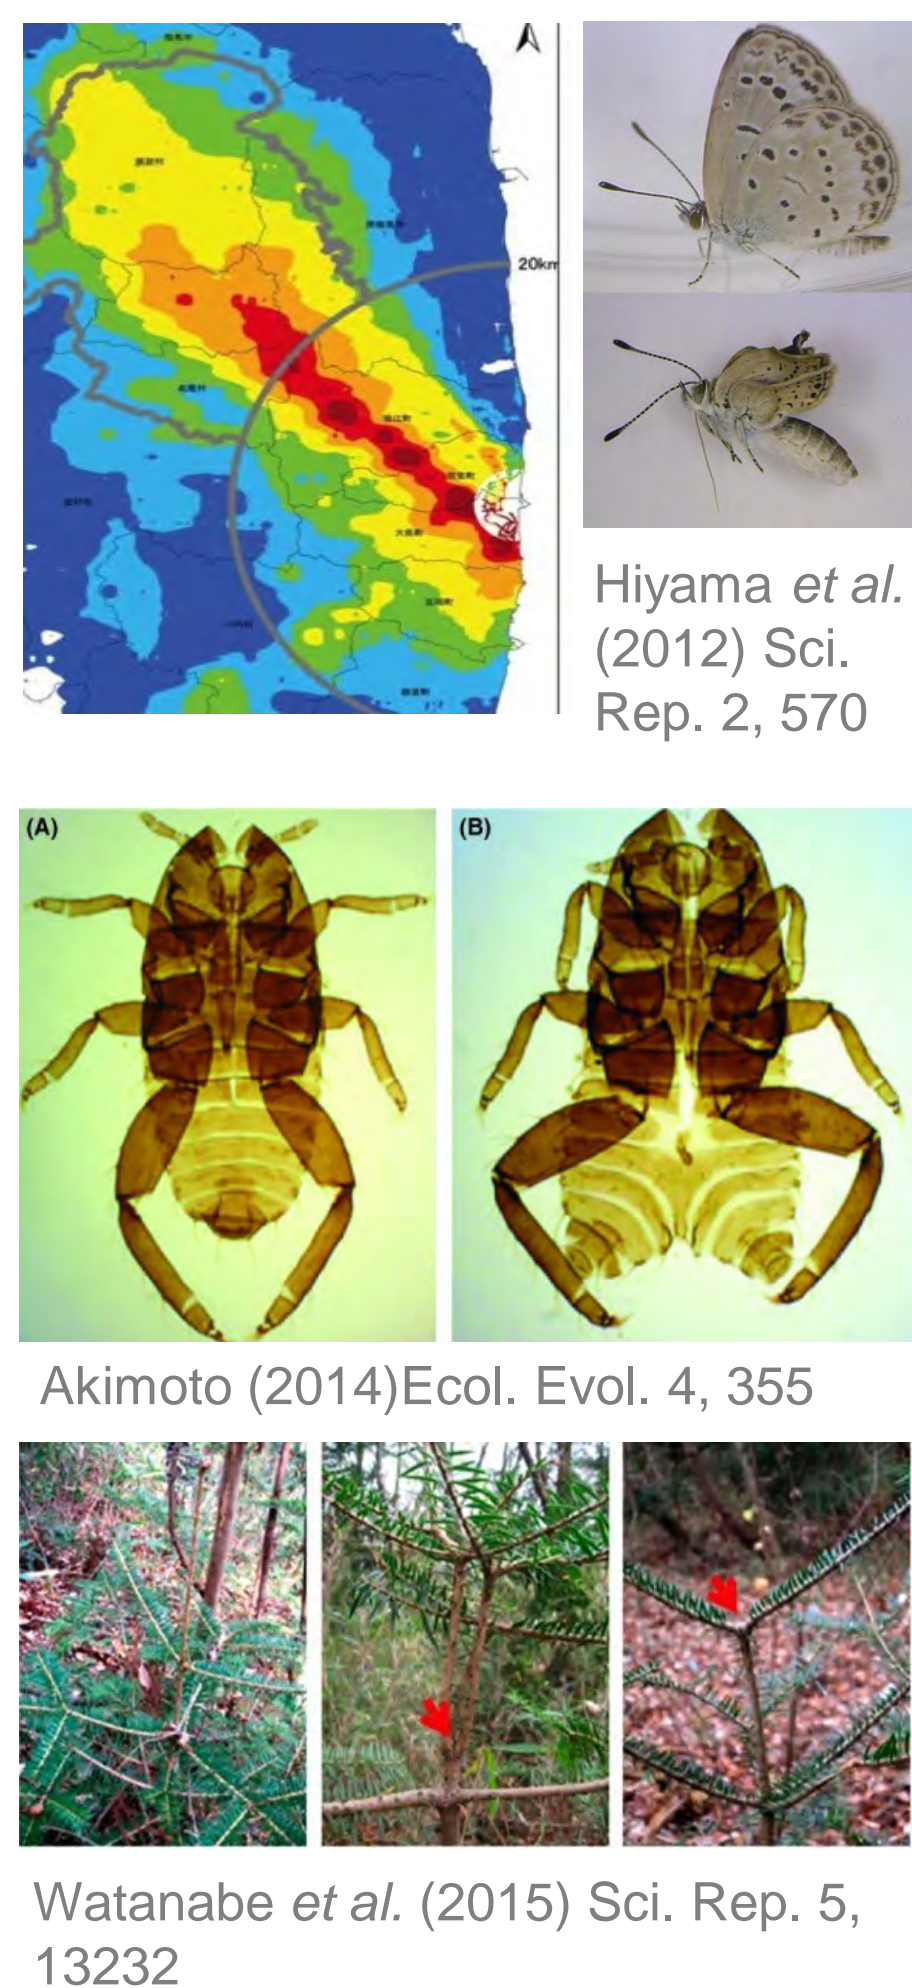 20km
Hiyama et al.
(2012) Sci.
Rep. 2, 570
(A)
(B)
Akimoto (2014)Ecol. Evol. 4, 355
Watanabe et al. (2015) Sci. Rep. 5,
13232